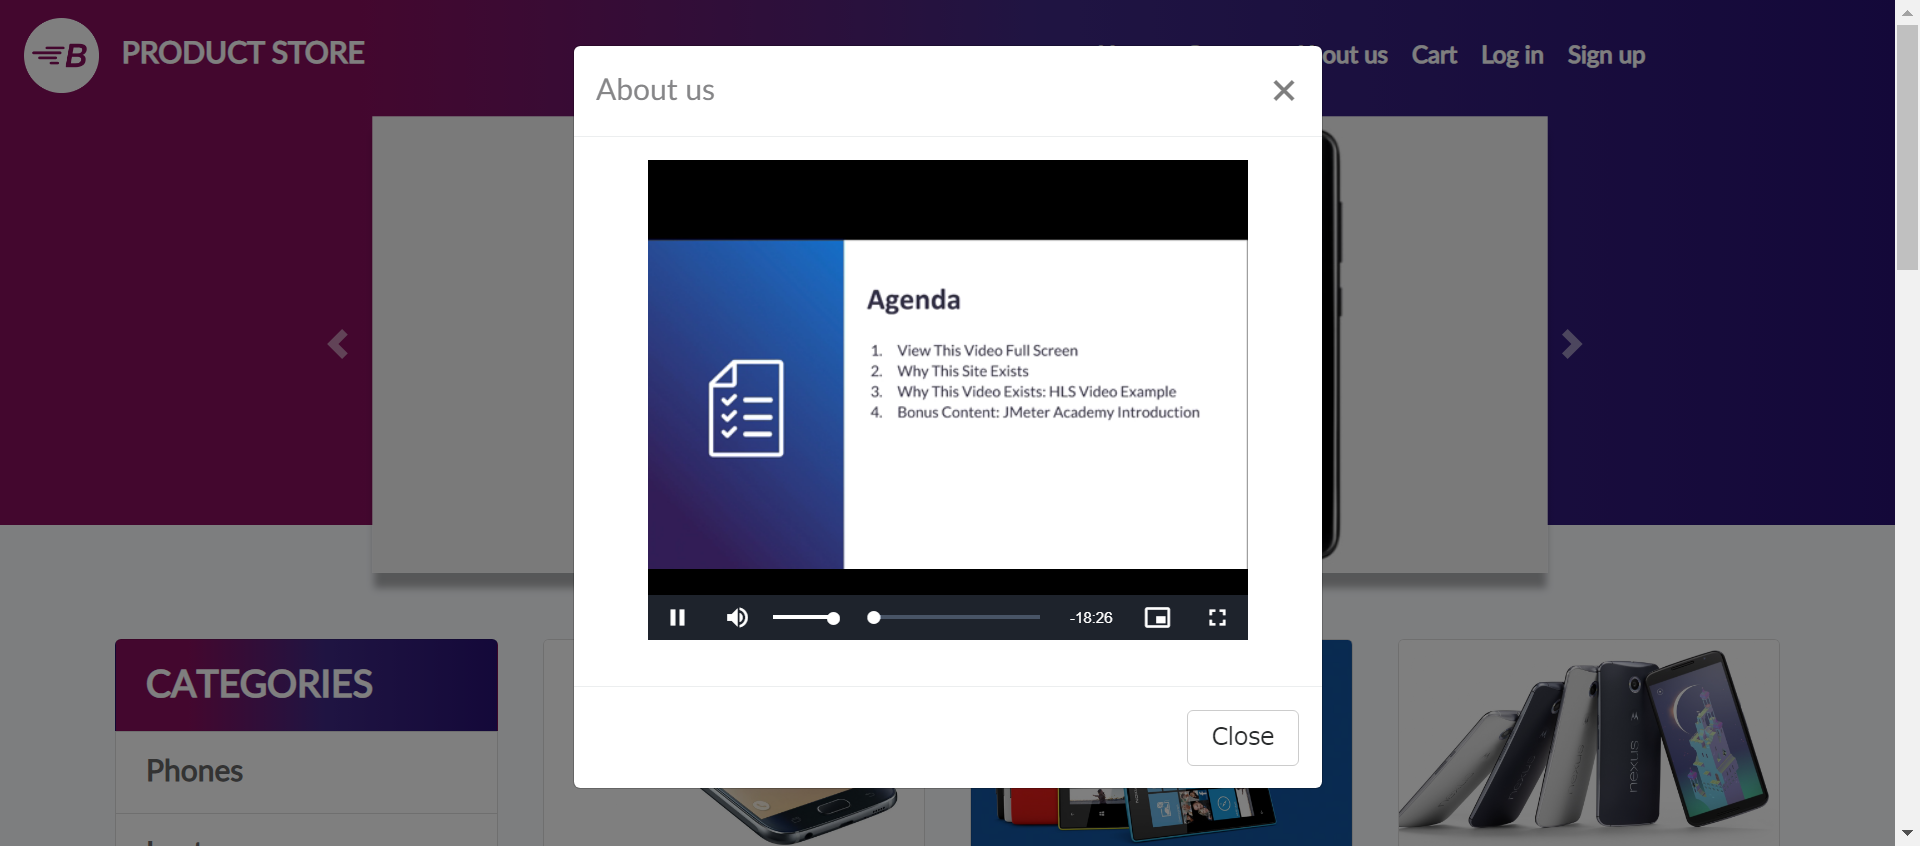 B PRODUCT STORE
out us Cart Log in Sign up
About us
Agenda
1. View This Video Full Screen
2. Why This Site Exists
3. Why This Video Exists: HLS Video Example
4. Bonus Content: JMeter Academy Introduction
-18:26
CATEGORIES
Close
Phones
nexus